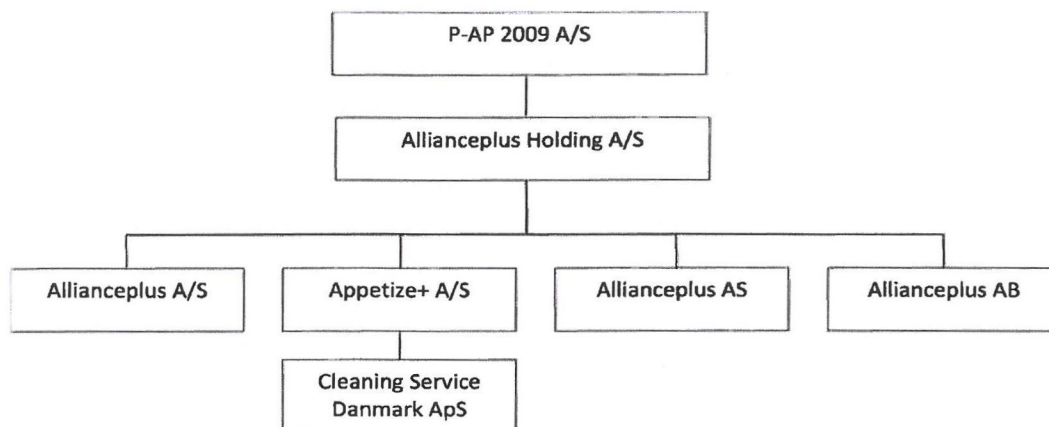 P-AP 2009 A/S
Allianceplus Holding A/S
Allianceplus A/S
Appetize+ A/S
Allianceplus AS
Allianceplus AB
Cleaning Service
Danmark ApS